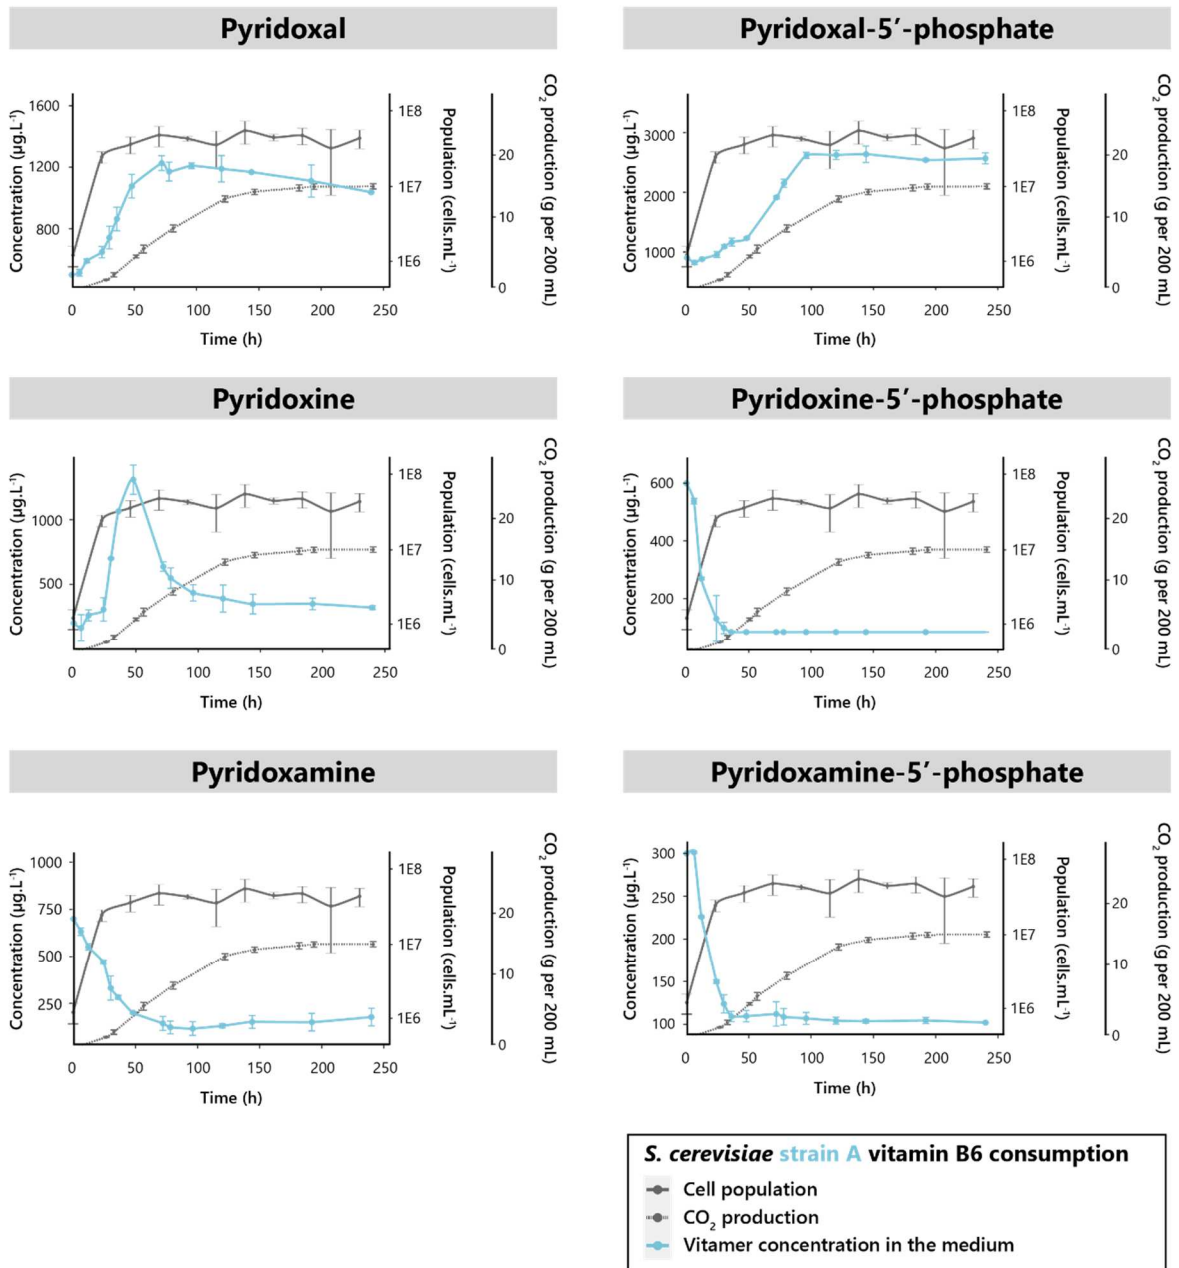 Pyridoxal
Concentration (µg.L⁻¹)
1600
1200
800
1E8
1E7
1E6
Population (cells.mL⁻¹)
20
10
0
CO₂ production (g per 200 mL)
0 50 100 150 200 250
Time (h)
Pyridoxal-5′-phosphate
Concentration (µg.L⁻¹)
3000
2000
1000
1E8
1E7
1E6
Population (cells.mL⁻¹)
20
10
0
CO₂ production (g per 200 mL)
0 50 100 150 200 250
Time (h)
Pyridoxine
Concentration (µg.L⁻¹)
1000
500
1E8
1E7
1E6
Population (cells.mL⁻¹)
20
10
0
CO₂ production (g per 200 mL)
0 50 100 150 200 250
Time (h)
Pyridoxine-5′-phosphate
Concentration (µg.L⁻¹)
600
400
200
1E8
1E7
1E6
Population (cells.mL⁻¹)
20
10
0
CO₂ production (g per 200 mL)
0 50 100 150 200 250
Time (h)
Pyridoxamine
Concentration (µg.L⁻¹)
1000
750
500
250
1E8
1E7
1E6
Population (cells.mL⁻¹)
20
10
0
CO₂ production (g per 200 mL)
0 50 100 150 200 250
Time (h)
Pyridoxamine-5′-phosphate
Concentration (µg.L⁻¹)
300
250
200
150
100
1E8
1E7
1E6
Population (cells.mL⁻¹)
20
10
0
CO₂ production (g per 200 mL)
0 50 100 150 200 250
Time (h)
S. cerevisiae strain A vitamin B6 consumption
Cell population
CO₂ production
Vitamer concentration in the medium